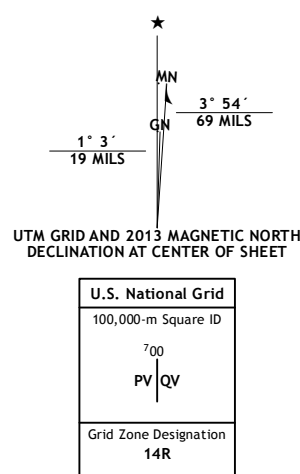 ★
MN
3° 54´
69 MILS
GN
1° 3´
19 MILS
UTM GRID AND 2013 MAGNETIC NORTH
DECLINATION AT CENTER OF SHEET
U.S. National Grid
100,000-m Square ID
⁷00
PV QV
Grid Zone Designation
14R